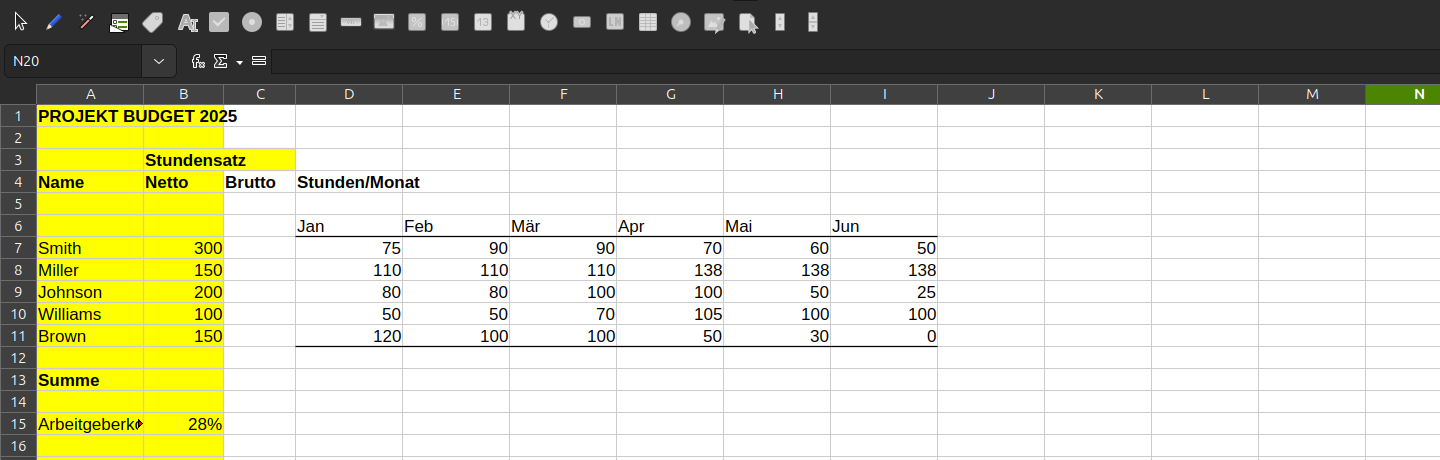 N20
A B C D E F G H I J K L M N
1 PROJEKT BUDGET 2025
2
3 Stundensatz
4 Name Netto Brutto Stunden/Monat
5
6 Jan Feb Mär Apr Mai Jun
7 Smith 300 75 90 90 70 60 50
8 Miller 150 110 110 110 138 138 138
9 Johnson 200 80 80 100 100 50 25
10 Williams 100 50 50 70 105 100 100
11 Brown 150 120 100 100 50 30 0
12
13 Summe
14
15 Arbeitgeberk 28%
16